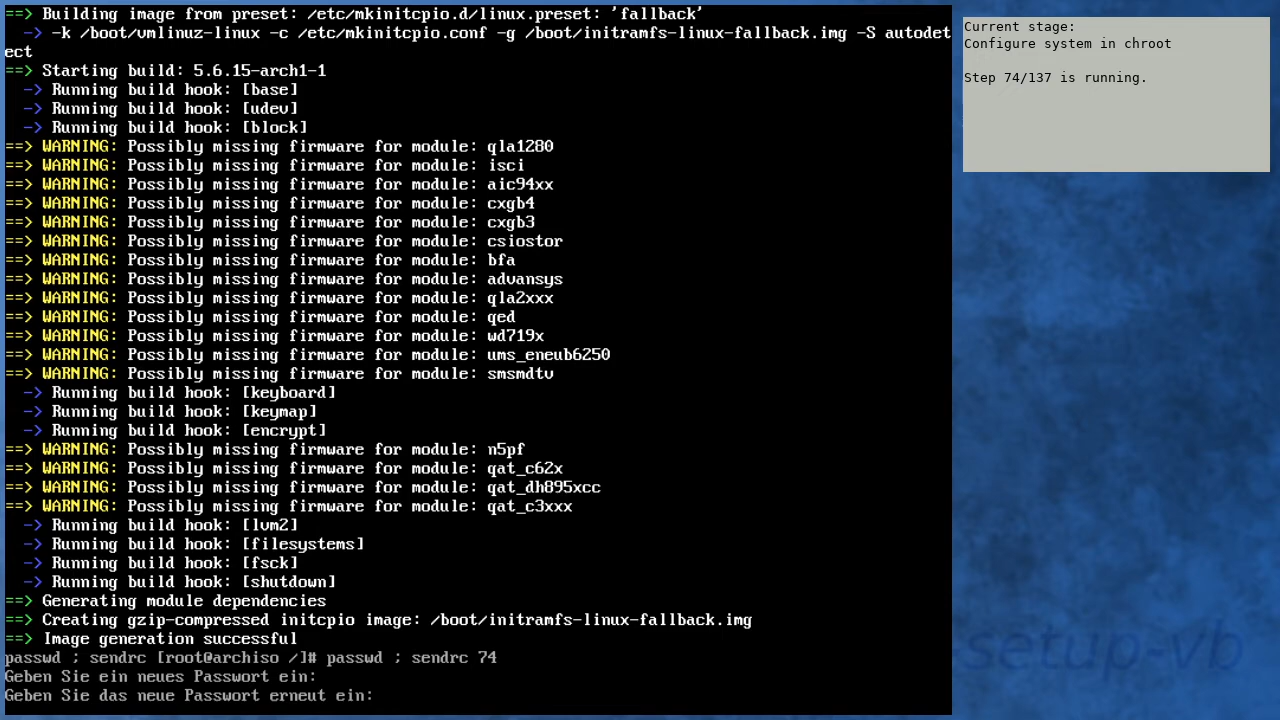 ==> Building image from preset: /etc/mkinitcpio.d/linux.preset: 'fallback'
  -> -k /boot/vmlinuz-linux -c /etc/mkinitcpio.conf -g /boot/initramfs-linux-fallback.img -S autodet
ect
==> Starting build: 5.6.15-arch1-1
  -> Running build hook: [base]
  -> Running build hook: [udev]
  -> Running build hook: [block]
==> WARNING: Possibly missing firmware for module: qla1280
==> WARNING: Possibly missing firmware for module: isci
==> WARNING: Possibly missing firmware for module: aic94xx
==> WARNING: Possibly missing firmware for module: cxgb4
==> WARNING: Possibly missing firmware for module: cxgb3
==> WARNING: Possibly missing firmware for module: csiostor
==> WARNING: Possibly missing firmware for module: bfa
==> WARNING: Possibly missing firmware for module: advansys
==> WARNING: Possibly missing firmware for module: qla2xxx
==> WARNING: Possibly missing firmware for module: qed
==> WARNING: Possibly missing firmware for module: wd719x
==> WARNING: Possibly missing firmware for module: ums_eneub6250
==> WARNING: Possibly missing firmware for module: smsmdtv
  -> Running build hook: [keyboard]
  -> Running build hook: [keymap]
  -> Running build hook: [encrypt]
==> WARNING: Possibly missing firmware for module: n5pf
==> WARNING: Possibly missing firmware for module: qat_c62x
==> WARNING: Possibly missing firmware for module: qat_dh895xcc
==> WARNING: Possibly missing firmware for module: qat_c3xxx
  -> Running build hook: [lvm2]
  -> Running build hook: [filesystems]
  -> Running build hook: [fsck]
  -> Running build hook: [shutdown]
==> Generating module dependencies
==> Creating gzip-compressed initcpio image: /boot/initramfs-linux-fallback.img
==> Image generation successful
passwd ; sendrc [root@archiso /]# passwd ; sendrc 74
Geben Sie ein neues Passwort ein:
Geben Sie das neue Passwort erneut ein:
Current stage:
Configure system in chroot
Step 74/137 is running.
setup-vb